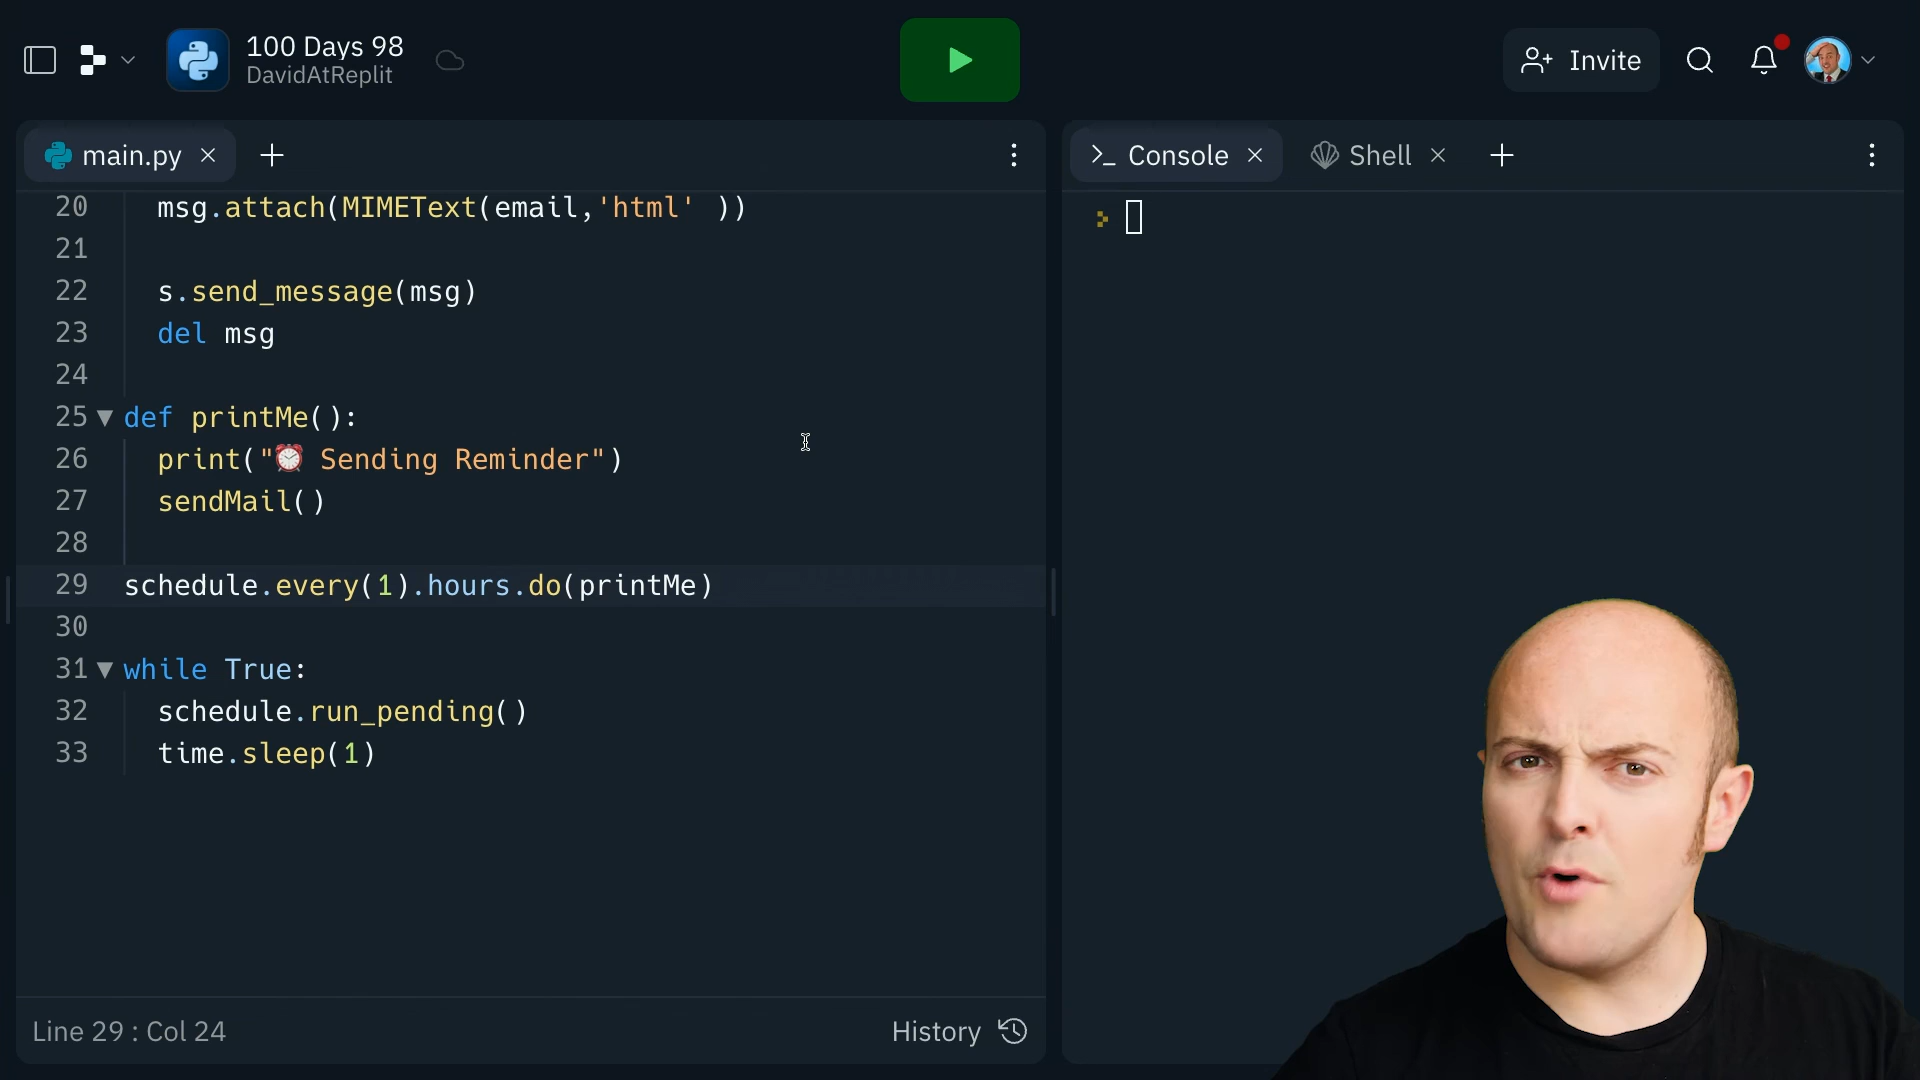 100 Days 98
DavidAtReplit
Invite
main.py
Console
Shell
20 msg.attach(MIMEText(email,'html' ))
21
22 s.send_message(msg)
23 del msg
24
25 def printMe():
26 print("⏰ Sending Reminder")
27 sendMail()
28
29 schedule.every(1).hours.do(printMe)
30
31 while True:
32 schedule.run_pending()
33 time.sleep(1)
Line 29 : Col 24
History